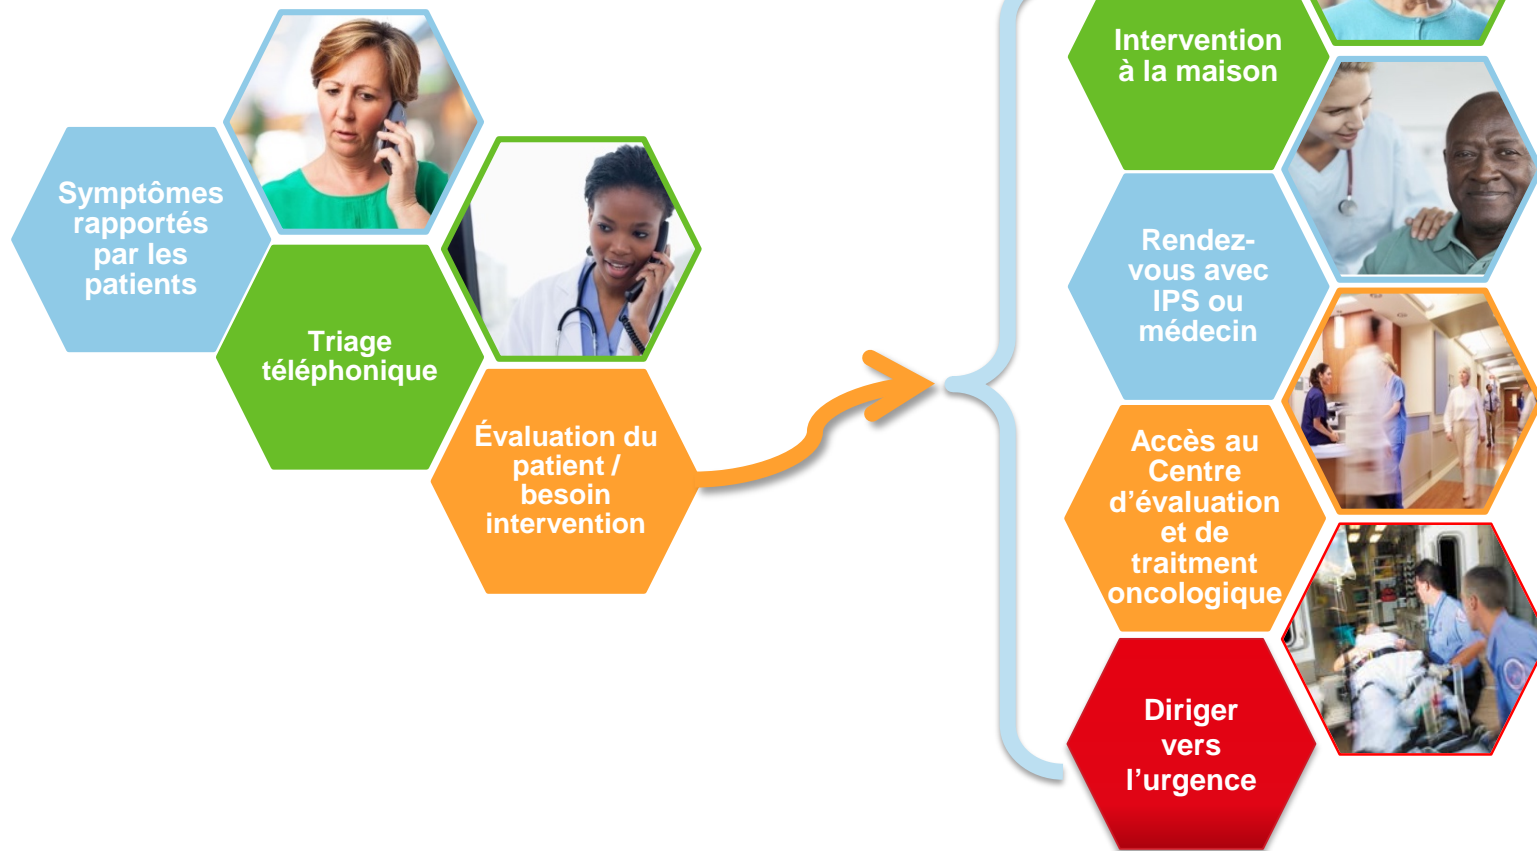 Symptômes
rapportés
par les
patients
Triage
téléphonique
Évaluation du
patient /
besoin
intervention
Intervention
à la maison
Rendez-
vous avec
IPS ou
médecin
Accès au
Centre
d’évaluation
et de
traitment
oncologique
Diriger
vers
l’urgence